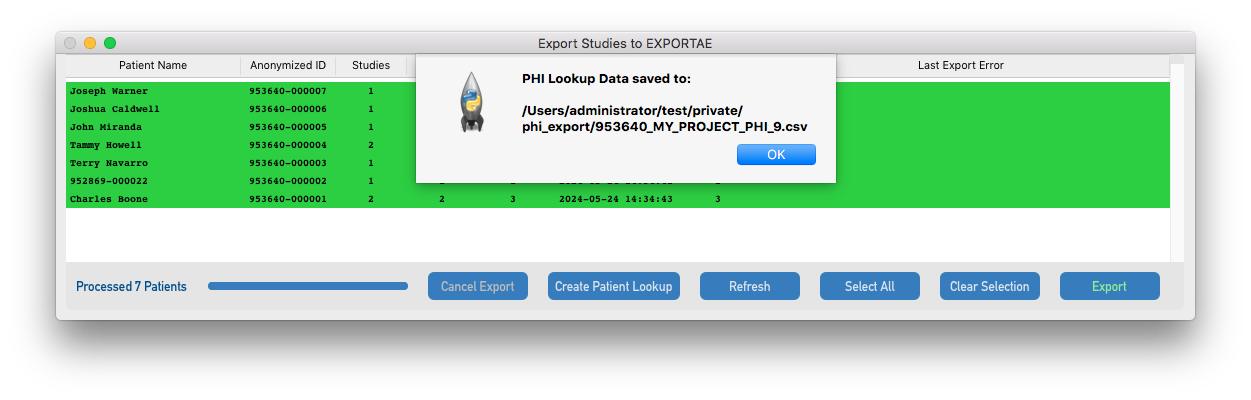 Export Studies to EXPORTAE
Patient Name Anonymized ID Studies Last Export Error
PHI Lookup Data saved to:
/Users/administrator/test/private/
phi_export/953640_MY_PROJECT_PHI_9.csv
OK
Joseph Warner 953640-000007 1
Joshua Caldwell 953640-000006 1
John Miranda 953640-000005 1
Tammy Howell 953640-000004 2
Terry Navarro 953640-000003 1
952869-000022 953640-000002 1
Charles Boone 953640-000001 2 2 3 2024-05-24 14:34:43 3
Processed 7 Patients Cancel Export Create Patient Lookup Refresh Select All Clear Selection Export